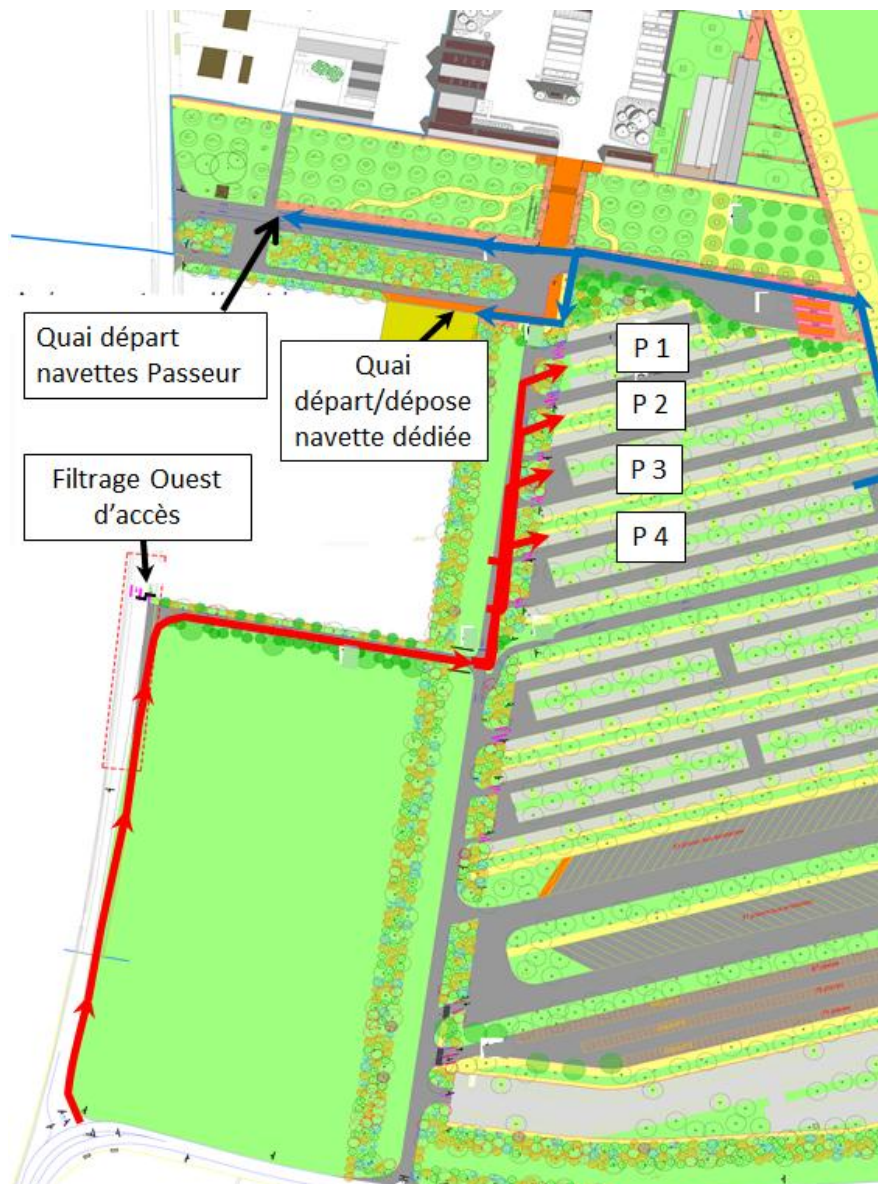 Quai départ
navettes Passeur
Quai
départ/dépose
navette dédiée
P 1
P 2
P 3
P 4
Filtrage Ouest
d’accès